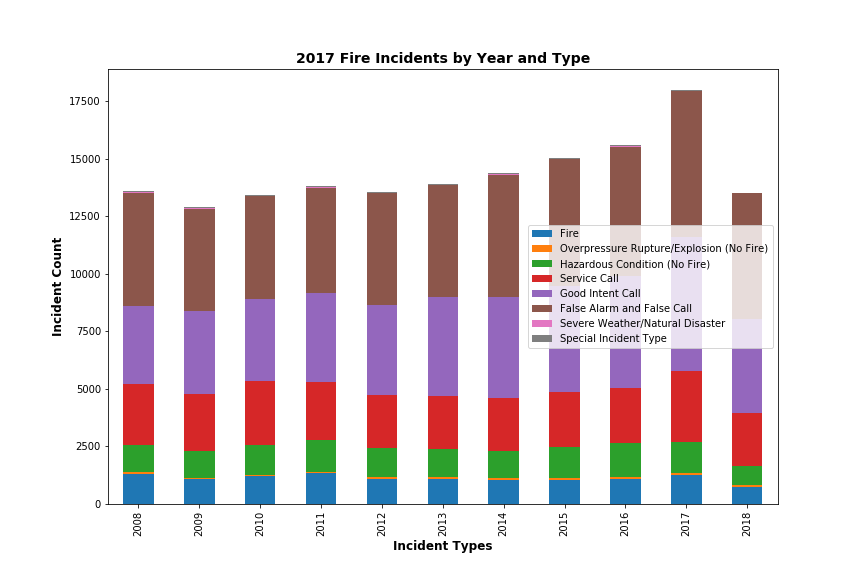 2017 Fire Incidents by Year and Type
Incident Count
17500
15000
12500
10000
7500
5000
2500
0
Fire
Overpressure Rupture/Explosion (No Fire)
Hazardous Condition (No Fire)
Service Call
Good Intent Call
False Alarm and False Call
Severe Weather/Natural Disaster
Special Incident Type
2008
2009
2010
2011
2012
2013
2014
2015
2016
2017
2018
Incident Types